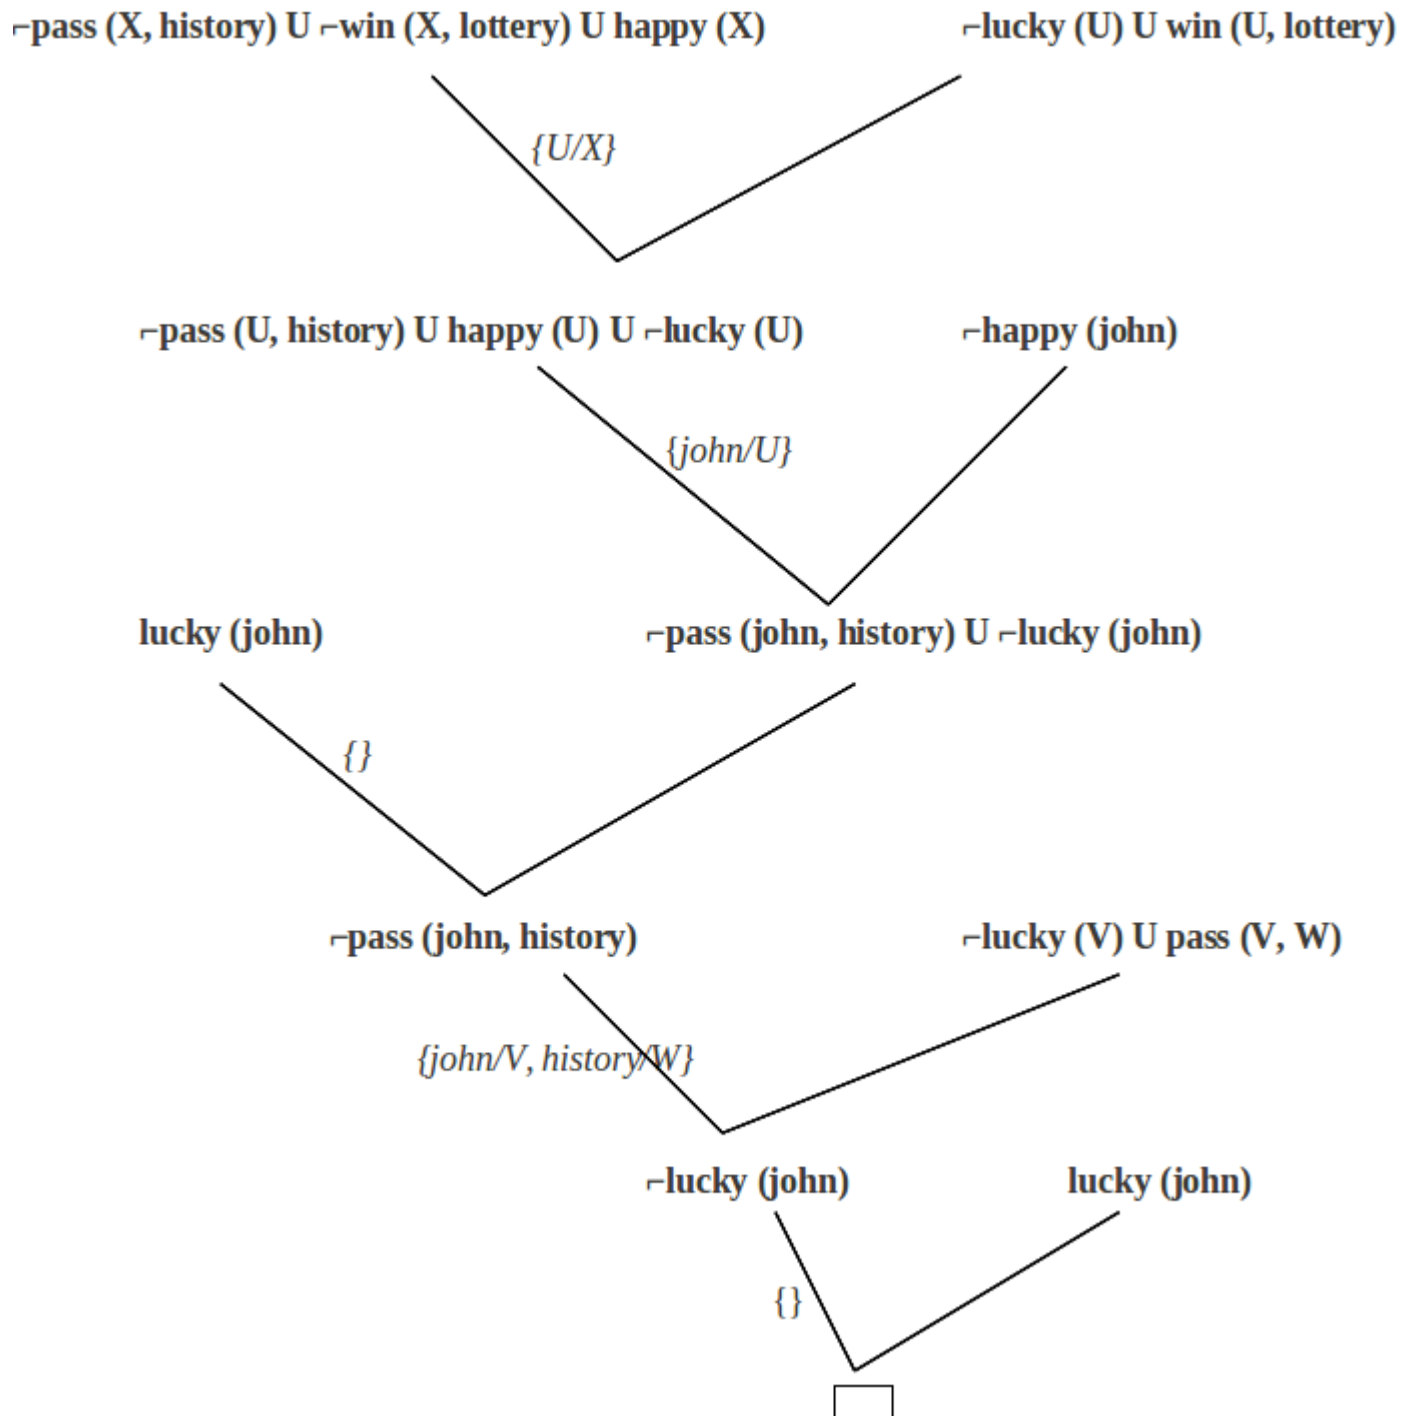 ⌐pass (X, history) U ⌐win (X, lottery) U happy (X) ⌐lucky (U) U win (U, lottery)
{U/X}
⌐pass (U, history) U happy (U) U ⌐lucky (U) ⌐happy (john)
{john/U}
lucky (john) ⌐pass (john, history) U ⌐lucky (john)
{}
⌐pass (john, history) ⌐lucky (V) U pass (V, W)
{john/V, history/W}
⌐lucky (john) lucky (john)
{}